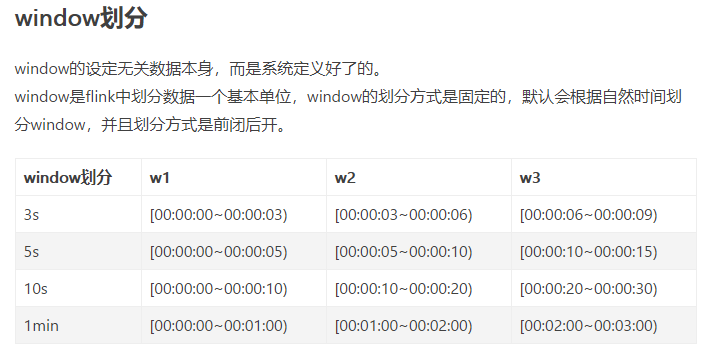 window划分
window的设定无关数据本身，而是系统定义好了的。
window是flink中划分数据一个基本单位，window的划分方式是固定的，默认会根据自然时间划
分window，并且划分方式是前闭后开。
window划分 w1 w2 w3
3s [00:00:00~00:00:03) [00:00:03~00:00:06) [00:00:06~00:00:09)
5s [00:00:00~00:00:05) [00:00:05~00:00:10) [00:00:10~00:00:15)
10s [00:00:00~00:00:10) [00:00:10~00:00:20) [00:00:20~00:00:30)
1min [00:00:00~00:01:00) [00:01:00~00:02:00) [00:02:00~00:03:00)